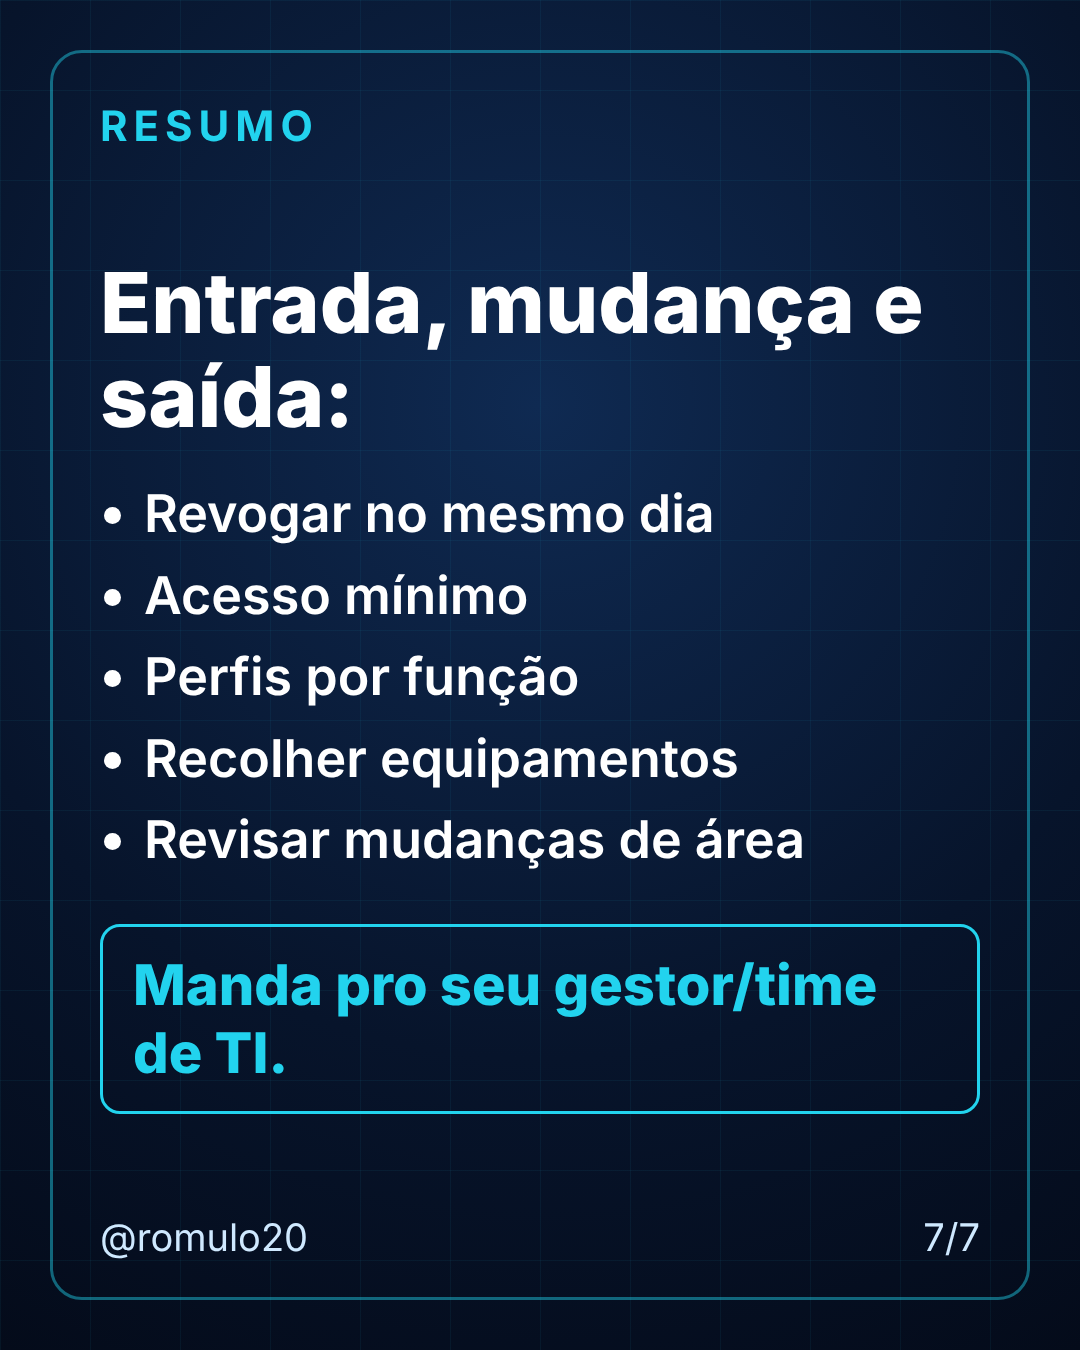 RESUMO
Entrada, mudança e
saída:
• Revogar no mesmo dia
• Acesso mínimo
• Perfis por função
• Recolher equipamentos
• Revisar mudanças de área
Manda pro seu gestor/time
de TI.
@romulo20
7/7